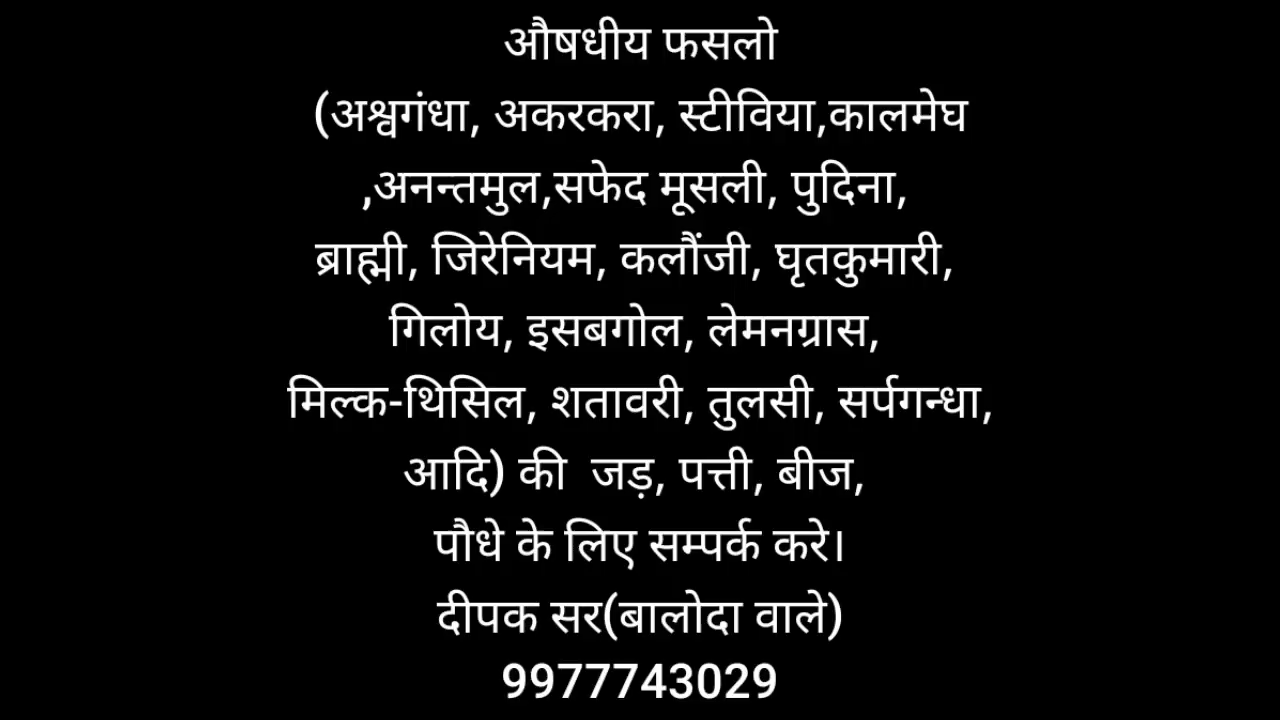 औषधीय फसलो
(अश्वगंधा, अकरकरा, स्टीविया,कालमेघ
,अनन्तमुल,सफेद मूसली, पुदिना,
ब्राह्मी, जिरेनियम, कलौंजी, घृतकुमारी,
गिलोय, इसबगोल, लेमनग्रास,
मिल्क-थिसिल, शतावरी, तुलसी, सर्पगन्धा,
आदि) की जड़, पत्ती, बीज,
पौधे के लिए सम्पर्क करे।
दीपक सर(बालोदा वाले)
9977743029